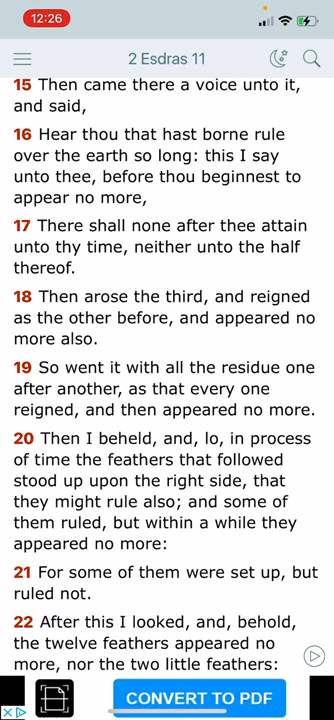 12:26
2 Esdras 11
15 Then came there a voice unto it,
and said,
16 Hear thou that hast borne rule
over the earth so long: this I say
unto thee, before thou beginnest to
appear no more,
17 There shall none after thee attain
unto thy time, neither unto the half
thereof.
18 Then arose the third, and reigned
as the other before, and appeared no
more also.
19 So went it with all the residue one
after another, as that every one
reigned, and then appeared no more.
20 Then I beheld, and, lo, in process
of time the feathers that followed
stood up upon the right side, that
they might rule also; and some of
them ruled, but within a while they
appeared no more:
21 For some of them were set up, but
ruled not.
22 After this I looked, and, behold,
the twelve feathers appeared no
more, nor the two little feathers:
CONVERT TO PDF